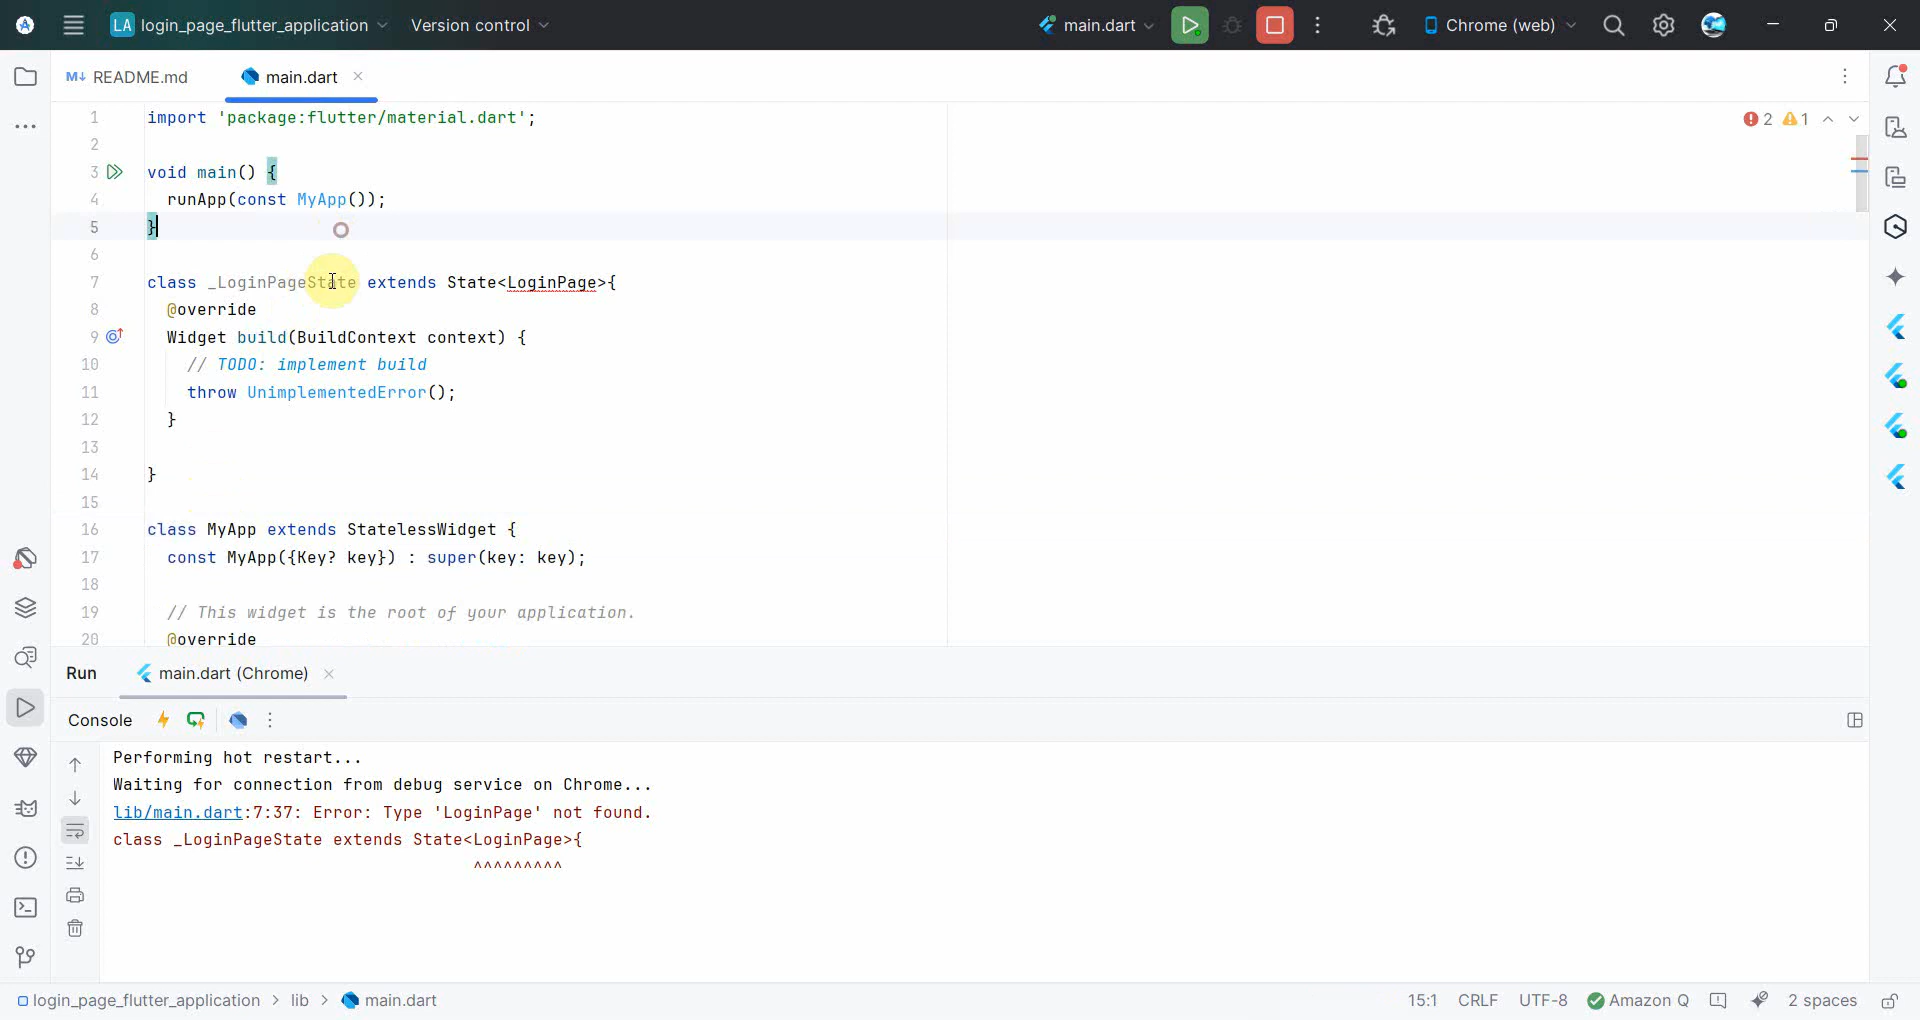 LA login_page_flutter_application Version control main.dart Chrome (web)
M↓ README.md main.dart
1 import 'package:flutter/material.dart'; 2 1
2
3 void main() {
4 runApp(const MyApp());
5 }
6
7 class _LoginPageState extends State<LoginPage>{
8 @override
9 Widget build(BuildContext context) {
10 // TODO: implement build
11 throw UnimplementedError();
12 }
13
14 }
15
16 class MyApp extends StatelessWidget {
17 const MyApp({Key? key}) : super(key: key);
18
19 // This widget is the root of your application.
20 @override
Run main.dart (Chrome)
Console
Performing hot restart...
Waiting for connection from debug service on Chrome...
lib/main.dart:7:37: Error: Type 'LoginPage' not found.
class _LoginPageState extends State<LoginPage>{
^^^^^^^^^
login_page_flutter_application > lib > main.dart 15:1 CRLF UTF-8 Amazon Q 2 spaces